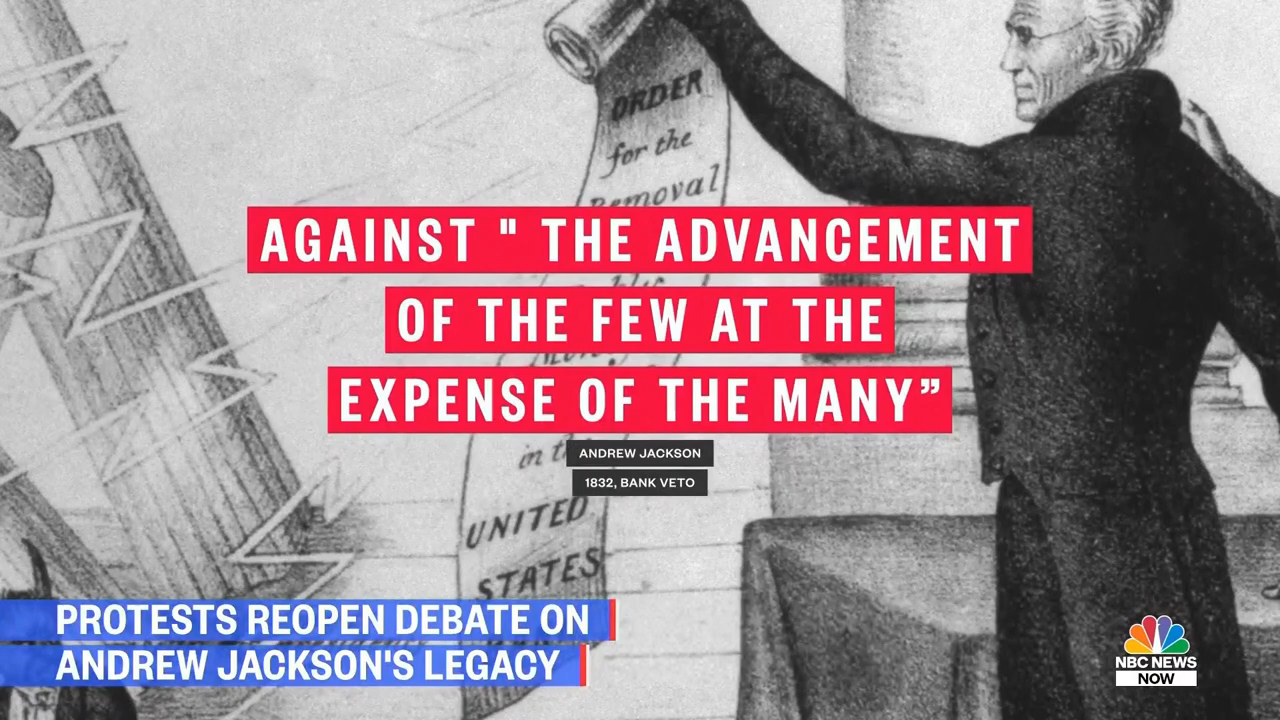 ORDER
for the
Removal
AGAINST " THE ADVANCEMENT
OF THE FEW AT THE
EXPENSE OF THE MANY”
in
ANDREW JACKSON
1832, BANK VETO
UNITED
STATES
PROTESTS REOPEN DEBATE ON
ANDREW JACKSON'S LEGACY
NBC NEWS
NOW